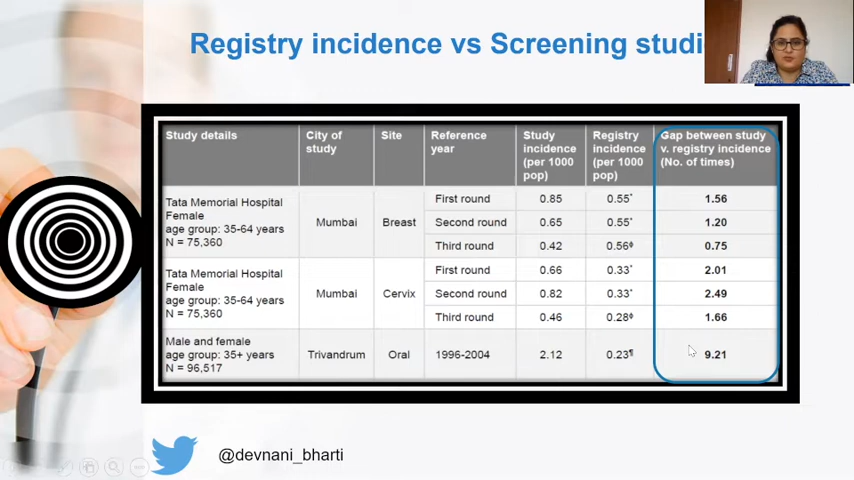 Registry incidence vs Screening studi
Study details
City of
study
Site
Reference
year
Study
incidence
(per 1000
pop)
Registry
incidence
(per 1000
pop)
Gap between study
v. registry incidence
(No. of times)
Tata Memorial Hospital
Female
age group: 35-64 years
N = 75,360
Mumbai
Breast
First round
0.85
0.55*
1.56
Second round
0.65
0.55*
1.20
Third round
0.42
0.56ᶲ
0.75
Tata Memorial Hospital
Female
age group: 35-64 years
N = 75,360
Mumbai
Cervix
First round
0.66
0.33*
2.01
Second round
0.82
0.33*
2.49
Third round
0.46
0.28ᶲ
1.66
Male and female
age group: 35+ years
N = 96,517
Trivandrum
Oral
1996-2004
2.12
0.23¶
9.21
@devnani_bharti